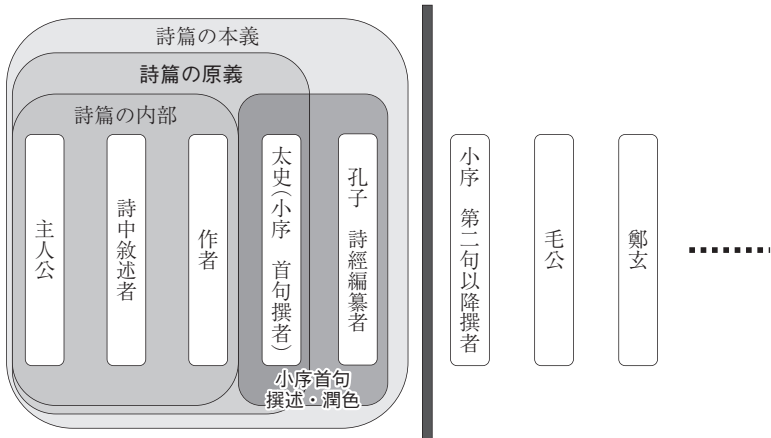 詩篇の本義
詩篇の原義
詩篇の内部
主人公
詩中敘述者
作者
太史(小序　首句撰者)
孔子　詩經編纂者
小序首句
撰述・潤色
小序　第二句以降撰者
毛公
鄭玄